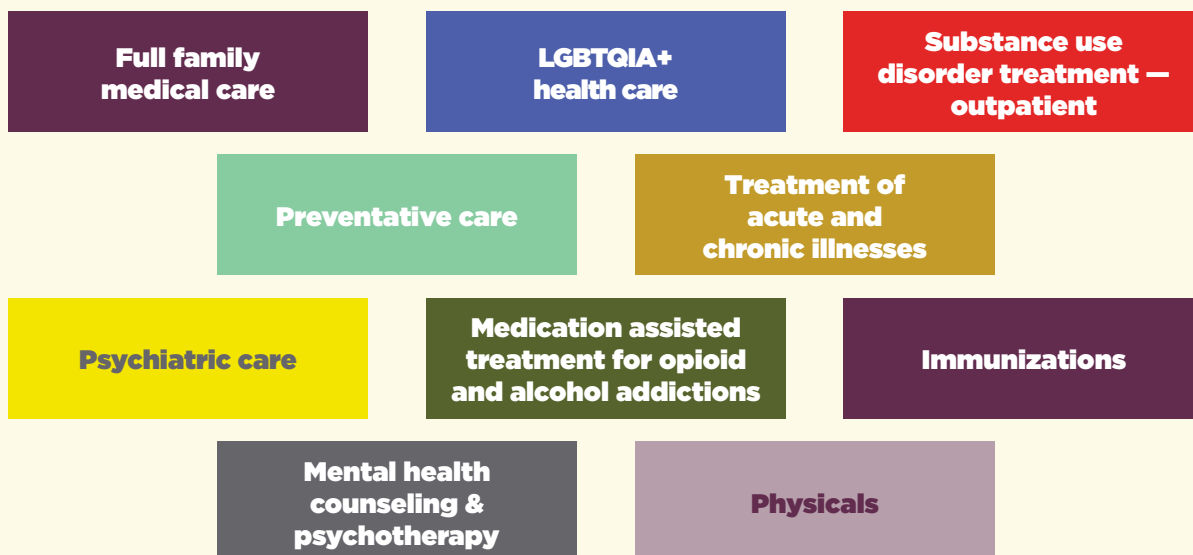 Full family
medical care
LGBTQIA+
health care
Substance use
disorder treatment —
outpatient
Preventative care
Treatment of
acute and
chronic illnesses
Psychiatric care
Medication assisted
treatment for opioid
and alcohol addictions
Immunizations
Mental health
counseling &
psychotherapy
Physicals